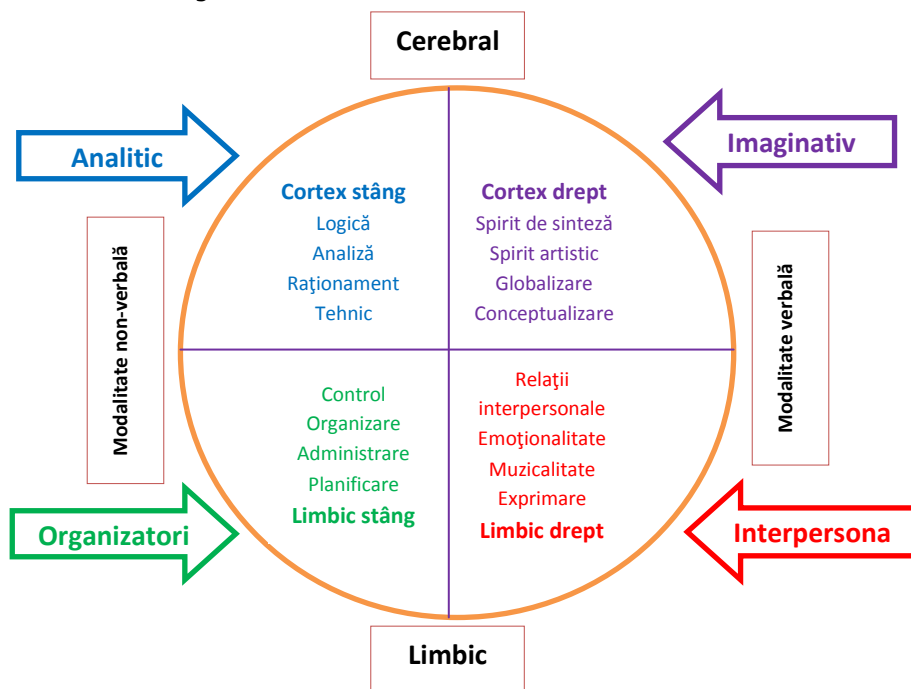 Cerebral
Analitic
Imaginativ
Cortex stâng
Logică
Analiză
Raţionament
Tehnic
Cortex drept
Spirit de sinteză
Spirit artistic
Globalizare
Conceptualizare
Modalitate non-verbală
Modalitate verbală
Control
Organizare
Administrare
Planificare
Limbic stâng
Relaţii
interpersonale
Emoţionalitate
Muzicalitate
Exprimare
Limbic drept
Organizatori
Interpersona
Limbic